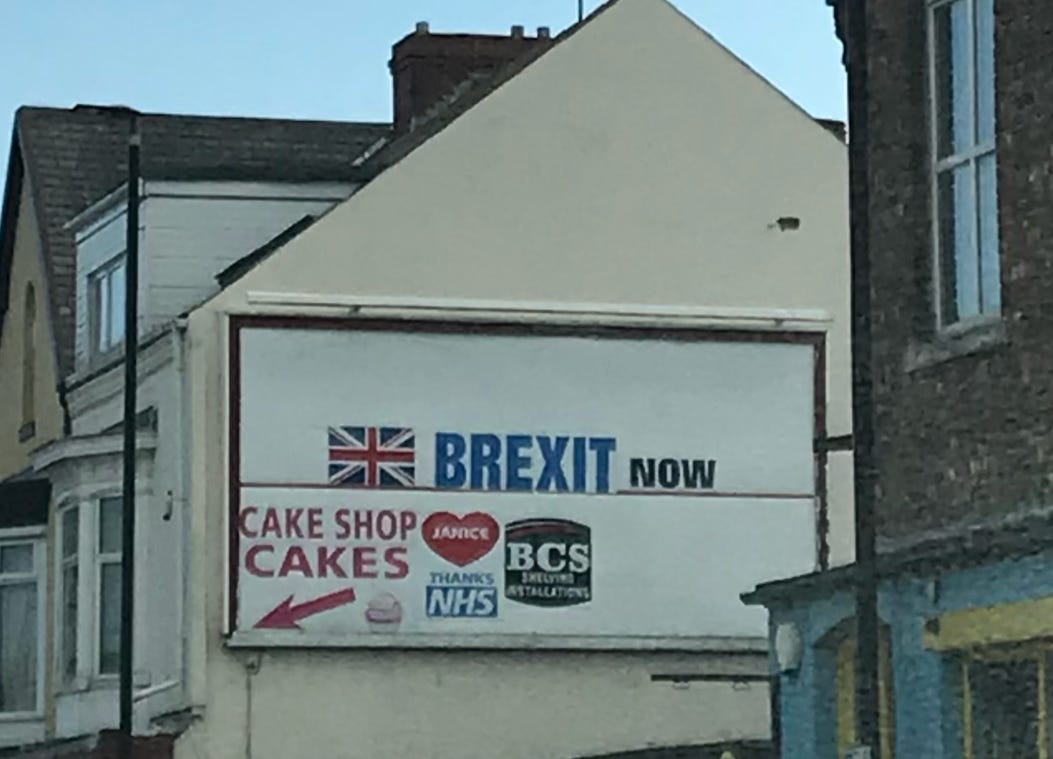 BREXIT NOW
CAKE SHOP
CAKES
JANICE
THANKS
NHS
BCS
SHELVING
INSTALLATIONS